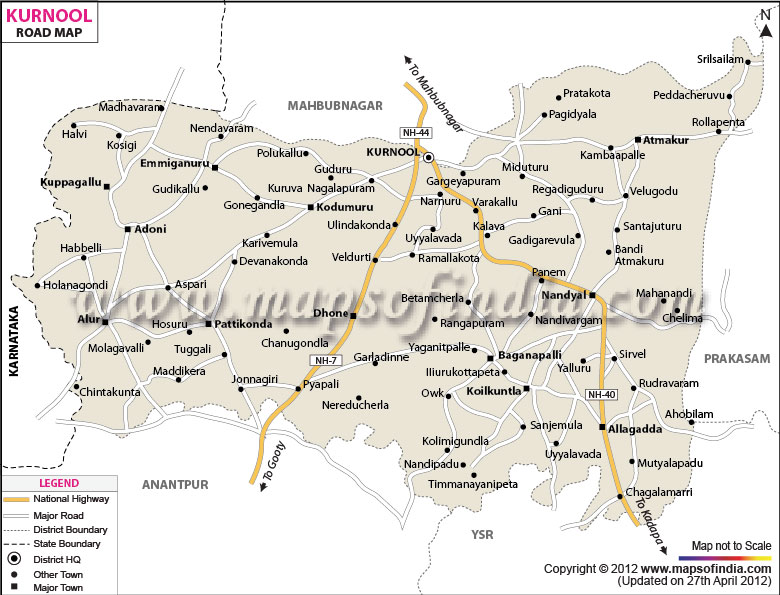 KURNOOL
ROAD MAP
N
To Mahbubnagar
MAHBUBNAGAR
Srilsailam
Pratakota
Peddacheruvu
Madhavaram
Pagidyala
Rollapenta
Halvi
Nendavaram
NH-44
Kosigi
Atmakur
Polukallu
KURNOOL
Kambaapalle
Emmiganuru
Guduru
Miduturu
Kuppagallu
Gudikallu
Kuruva Nagalapuram
Gargeyapuram
Regadiguduru
Velugodu
Gonegandla
Kodumuru
Narnuru
Varakallu
Gani
Adoni
Ulindakonda
Kalava
Santajuturu
Karivemula
Uyyalavada
Gadigarevula
Habbelli
Bandi
Atmakuru
Devanakonda
Veldurti
Ramallakota
Panem
Holanagondi
Aspari
www.mapsofindia.com
Betamcherla
Nandyal
Mahanandi
Alur
Hosuru
Pattikonda
Dhone
Rangapuram
Nandivargam
Chelima
KARNATAKA
Molagavalli
Tuggali
Chanugondla
Yaganitpalle
Baganapalli
Sirvel
PRAKASAM
NH-7
Garladinne
Yalluru
Maddikera
Iliurukottapeta
Chintakunta
Jonnagiri
Pyapali
Owk
Koilkuntla
NH-40
Rudravaram
Nereducherla
Ahobilam
Sanjemula
Allagadda
Kolimigundla
Uyyalavada
To Gooty
Nandipadu
Mutyalapadu
ANANTPUR
Timmanayanipeta
Chagalamarri
To Kadapa
YSR
LEGEND
National Highway
Major Road
District Boundary
State Boundary
District HQ
Other Town
Major Town
Map not to Scale
Copyright © 2012 www.mapsofindia.com
(Updated on 27th April 2012)